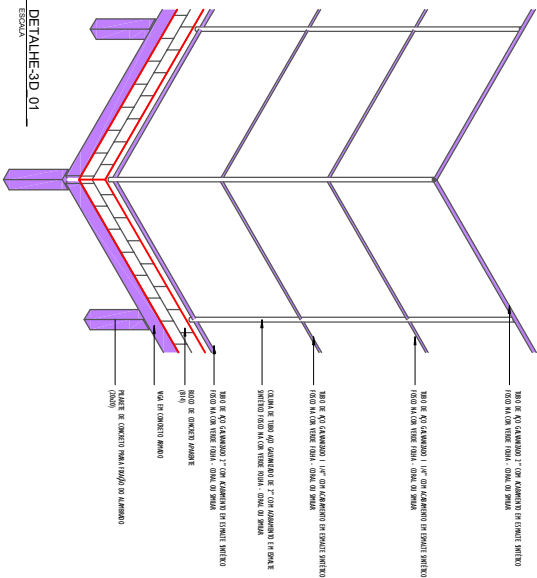 TUBO DE AÇO GALVANIZADO 2" COM ACABAMENTO EM ESMALTE SINTÉTICO
FOSCO NA COR VERDE FOLHA - CORAL OU SIMILAR
TUBO DE AÇO GALVANIZADO 1 1/4" COM ACABAMENTO EM ESMALTE SINTÉTICO
FOSCO NA COR VERDE FOLHA - CORAL OU SIMILAR
TUBO DE AÇO GALVANIZADO 1 1/4" COM ACABAMENTO EM ESMALTE SINTÉTICO
FOSCO NA COR VERDE FOLHA - CORAL OU SIMILAR
COLUNA DE TUBO AÇO GALVANIZADO DE 2" COM ACABAMENTO EM ESMALTE
SINTÉTICO FOSCO NA COR VERDE FOLHA - CORAL OU SIMILAR
TUBO DE AÇO GALVANIZADO 2" COM ACABAMENTO EM ESMALTE SINTÉTICO
FOSCO NA COR VERDE FOLHA - CORAL OU SIMILAR
BLOCO DE CONCRETO APARENTE
(B14)
VIGA EM CONCRETO ARMADO
PILARETE DE CONCRETO PARA FIXAÇÃO DO ALAMBRADO
(20x20)
DETALHE-3D_01
ESCALA